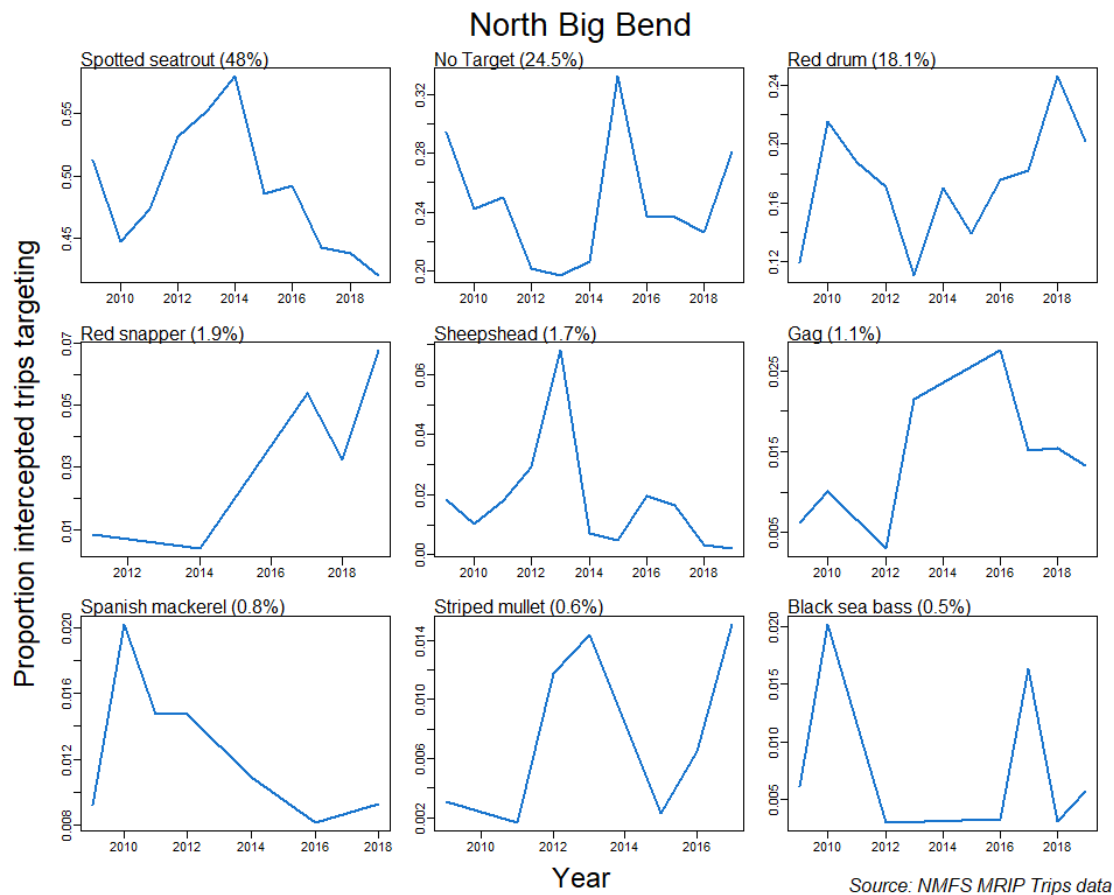 North Big Bend
Proportion intercepted trips targeting
Spotted seatrout (48%)
0.45 0.50 0.55
2010 2012 2014 2016 2018
No Target (24.5%)
0.20 0.24 0.28 0.32
2010 2012 2014 2016 2018
Red drum (18.1%)
0.12 0.16 0.20 0.24
2010 2012 2014 2016 2018
Red snapper (1.9%)
0.01 0.03 0.05 0.07
2012 2014 2016 2018
Sheepshead (1.7%)
0.00 0.02 0.04 0.06
2010 2012 2014 2016 2018
Gag (1.1%)
0.005 0.015 0.025
2010 2012 2014 2016 2018
Spanish mackerel (0.8%)
0.008 0.012 0.016 0.020
2010 2012 2014 2016 2018
Striped mullet (0.6%)
0.002 0.006 0.010 0.014
2010 2012 2014 2016
Black sea bass (0.5%)
0.005 0.010 0.015 0.020
2010 2012 2014 2016 2018
Year
Source: NMFS MRIP Trips data